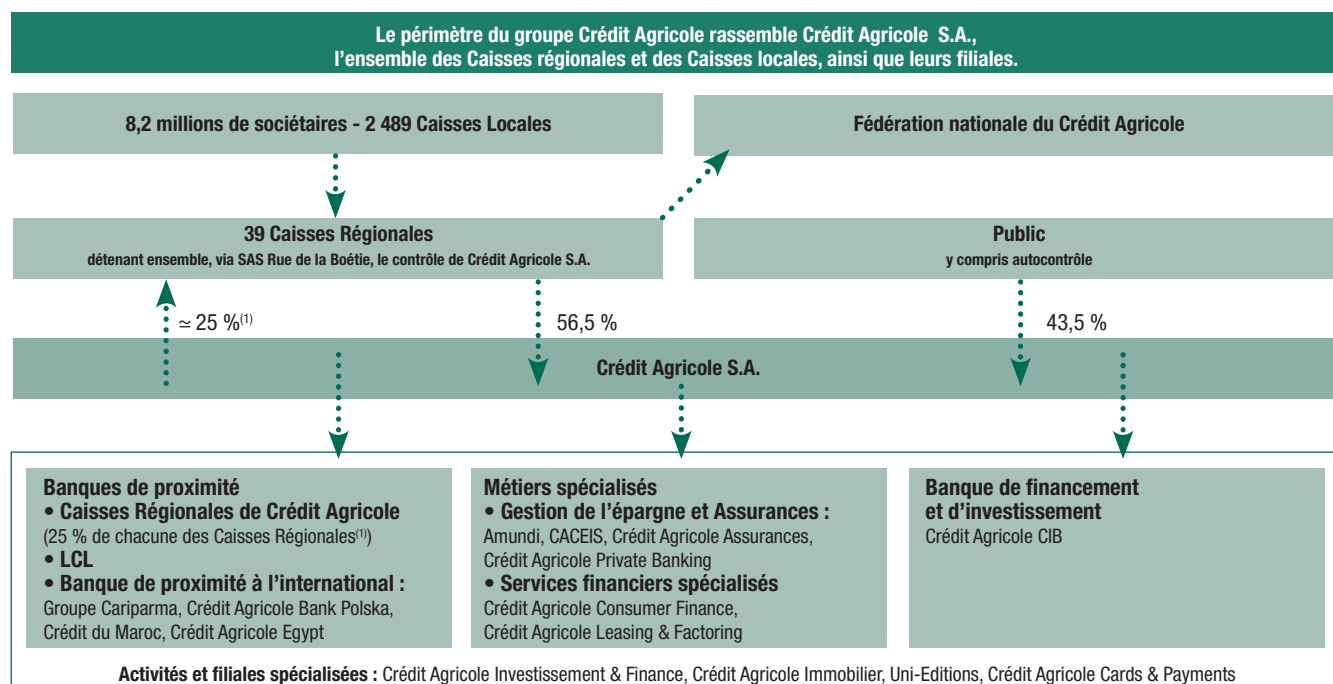 Le périmètre du groupe Crédit Agricole rassemble Crédit Agricole S.A.,
l'ensemble des Caisses régionales et des Caisses locales, ainsi que leurs filiales.
8,2 millions de sociétaires - 2 489 Caisses Locales
Fédération nationale du Crédit Agricole
39 Caisses Régionales
détenant ensemble, via SAS Rue de la Boétie, le contrôle de Crédit Agricole S.A.
Public
y compris autocontrôle
≃ 25 %(1)
56,5 %
43,5 %
Crédit Agricole S.A.
Banques de proximité
• Caisses Régionales de Crédit Agricole
(25 % de chacune des Caisses Régionales(1))
• LCL
• Banque de proximité à l'international :
Groupe Cariparma, Crédit Agricole Bank Polska,
Crédit du Maroc, Crédit Agricole Egypt
Métiers spécialisés
• Gestion de l'épargne et Assurances :
Amundi, CACEIS, Crédit Agricole Assurances,
Crédit Agricole Private Banking
• Services financiers spécialisés
Crédit Agricole Consumer Finance,
Crédit Agricole Leasing & Factoring
Banque de financement
et d'investissement
Crédit Agricole CIB
Activités et filiales spécialisées : Crédit Agricole Investissement & Finance, Crédit Agricole Immobilier, Uni-Editions, Crédit Agricole Cards & Payments